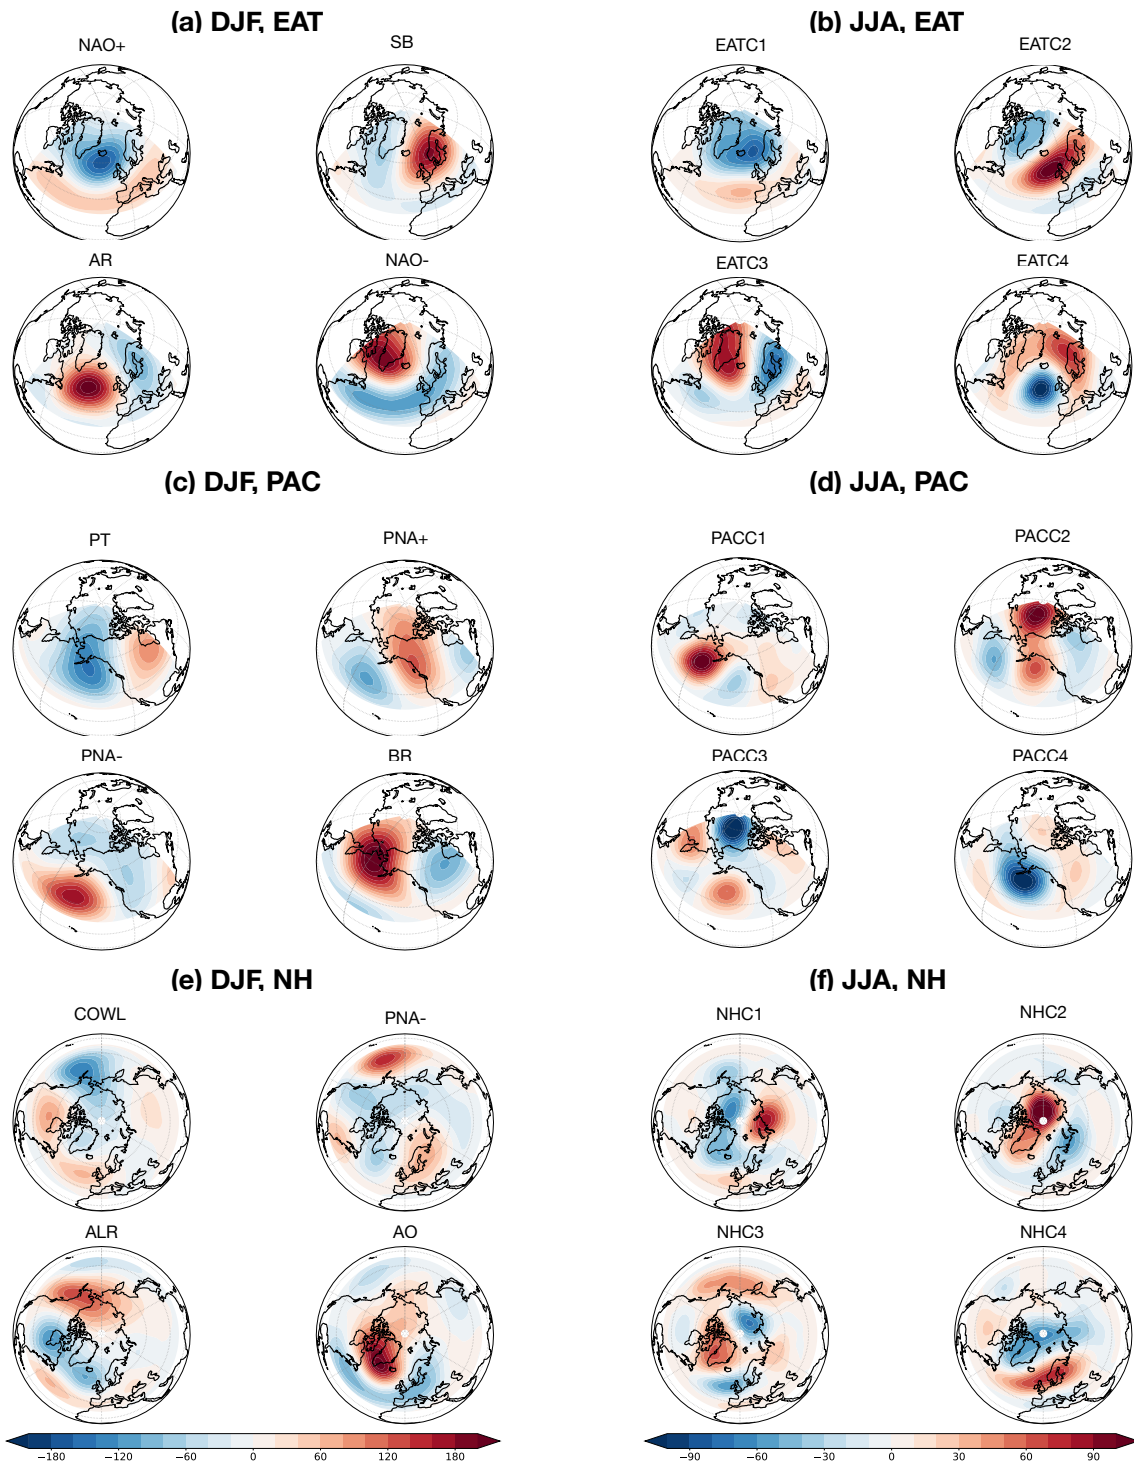 (a) DJF, EAT
(b) JJA, EAT
NAO+
SB
EATC1
EATC2
AR
NAO-
EATC3
EATC4
(c) DJF, PAC
(d) JJA, PAC
PT
PNA+
PACC1
PACC2
PNA-
BR
PACC3
PACC4
(e) DJF, NH
(f) JJA, NH
COWL
PNA-
NHC1
NHC2
ALR
AO
NHC3
NHC4
−180 −120 −60 0 60 120 180
−90 −60 −30 0 30 60 90